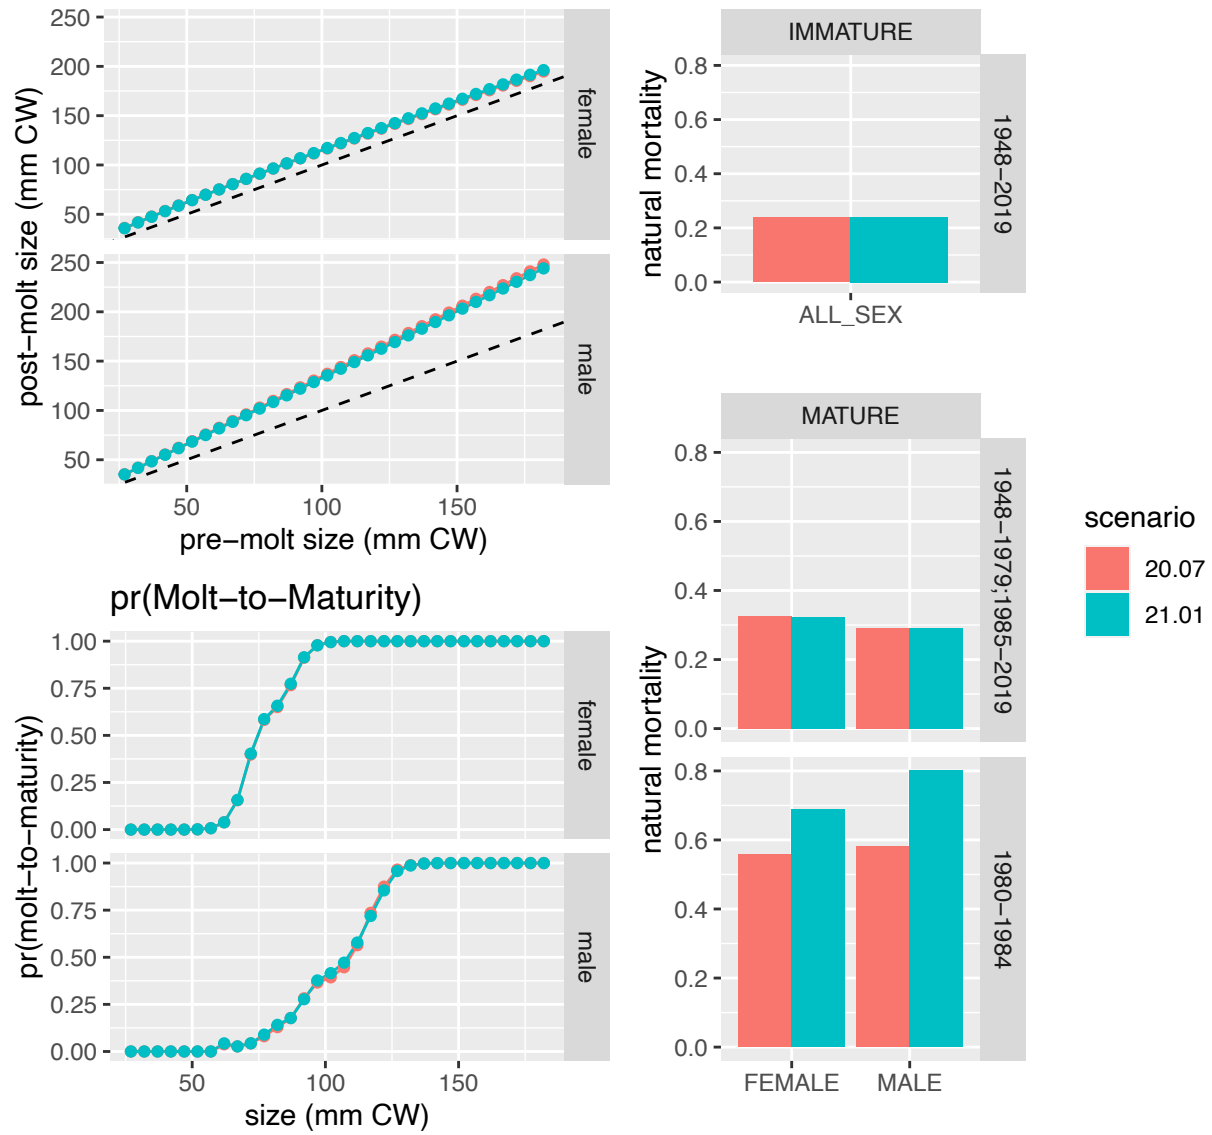 250
200
150
100
50
post−molt size (mm CW)
female
250
200
150
100
50
male
50
100
150
pre−molt size (mm CW)
pr(Molt−to−Maturity)
1.00
0.75
0.50
0.25
0.00
pr(molt−to−maturity)
female
1.00
0.75
0.50
0.25
0.00
male
50
100
150
size (mm CW)
IMMATURE
0.8
0.6
0.4
0.2
0.0
natural mortality
1948−2019
ALL_SEX
MATURE
0.8
0.6
0.4
0.2
0.0
natural mortality
1948−1979;1985−2019
0.8
0.6
0.4
0.2
0.0
natural mortality
1980−1984
FEMALE
MALE
scenario
20.07
21.01